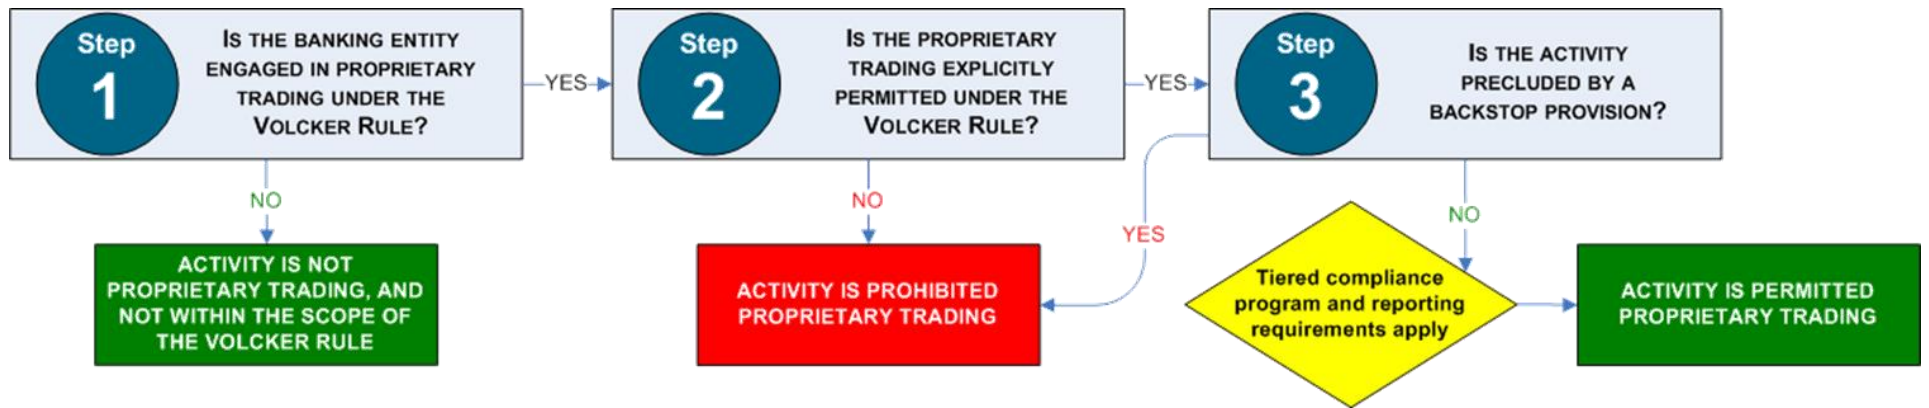 Step
1
IS THE BANKING ENTITY
ENGAGED IN PROPRIETARY
TRADING UNDER THE
VOLCKER RULE?
YES
Step
2
IS THE PROPRIETARY
TRADING EXPLICITLY
PERMITTED UNDER THE
VOLCKER RULE?
YES
Step
3
IS THE ACTIVITY
PRECLUDED BY A
BACKSTOP PROVISION?
NO
NO
YES
NO
ACTIVITY IS NOT
PROPRIETARY TRADING, AND
NOT WITHIN THE SCOPE OF
THE VOLCKER RULE
ACTIVITY IS PROHIBITED
PROPRIETARY TRADING
Tiered compliance
program and reporting
requirements apply
ACTIVITY IS PERMITTED
PROPRIETARY TRADING